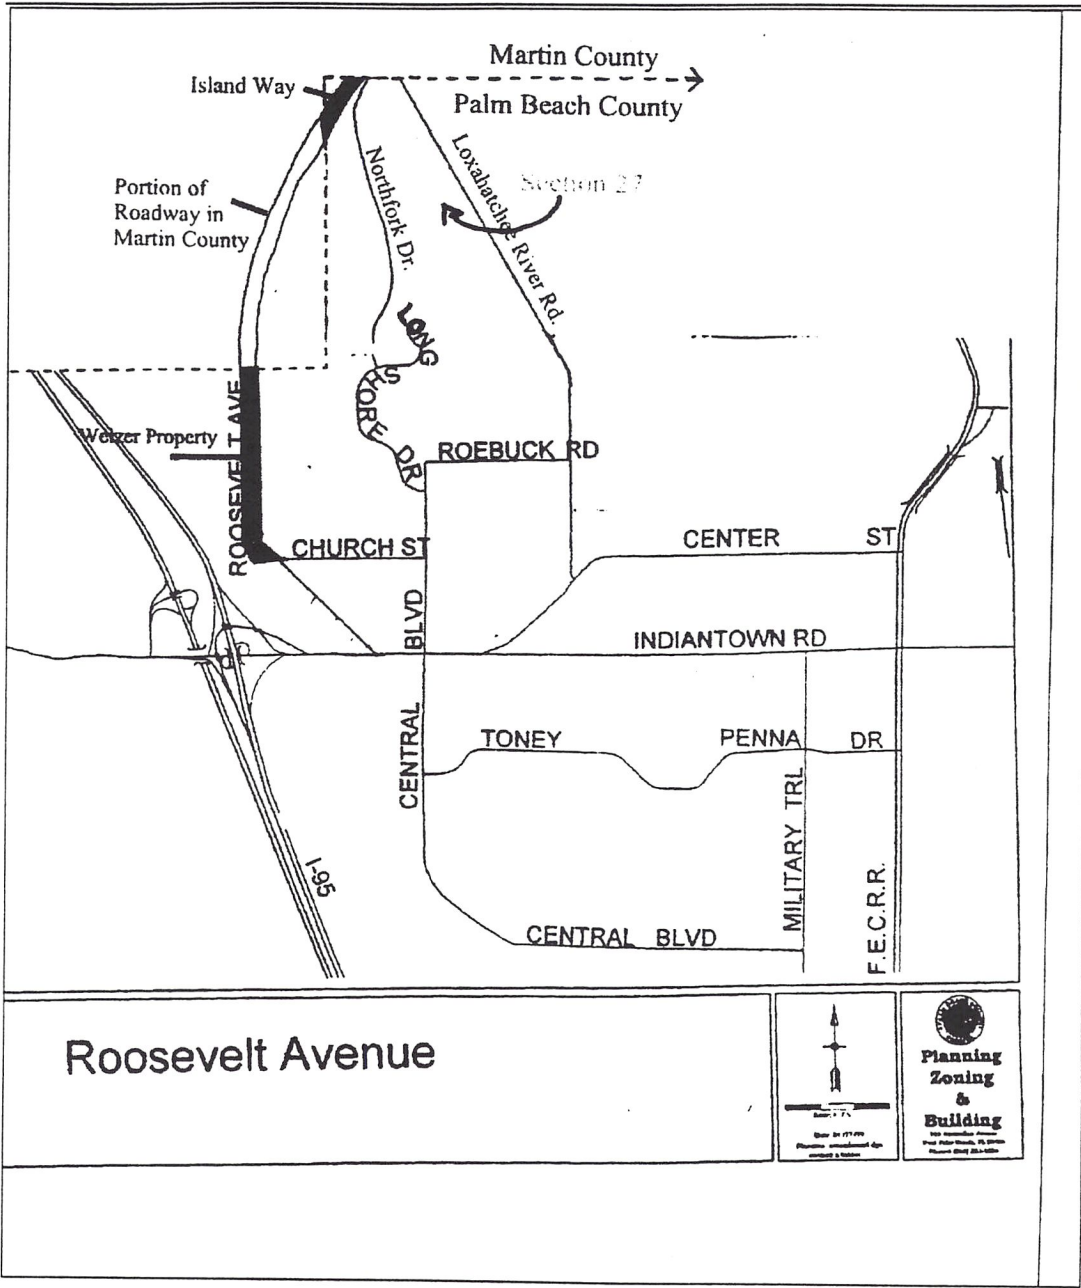 Martin County
Island Way
Palm Beach County
Portion of
Roadway in
Martin County
Northfork Dr.
Loxahatchee River Rd.
Section 27
LONG
SHORE DR
ROOSEVELT AVE
ROEBUCK RD
CHURCH ST
CENTER ST
BLVD
INDIANTOWN RD
CENTRAL
TONEY PENNA DR
MILITARY TRL
I-95
F.E.C.R.R.
CENTRAL BLVD
Roosevelt Avenue
Planning
Zoning
&
Building